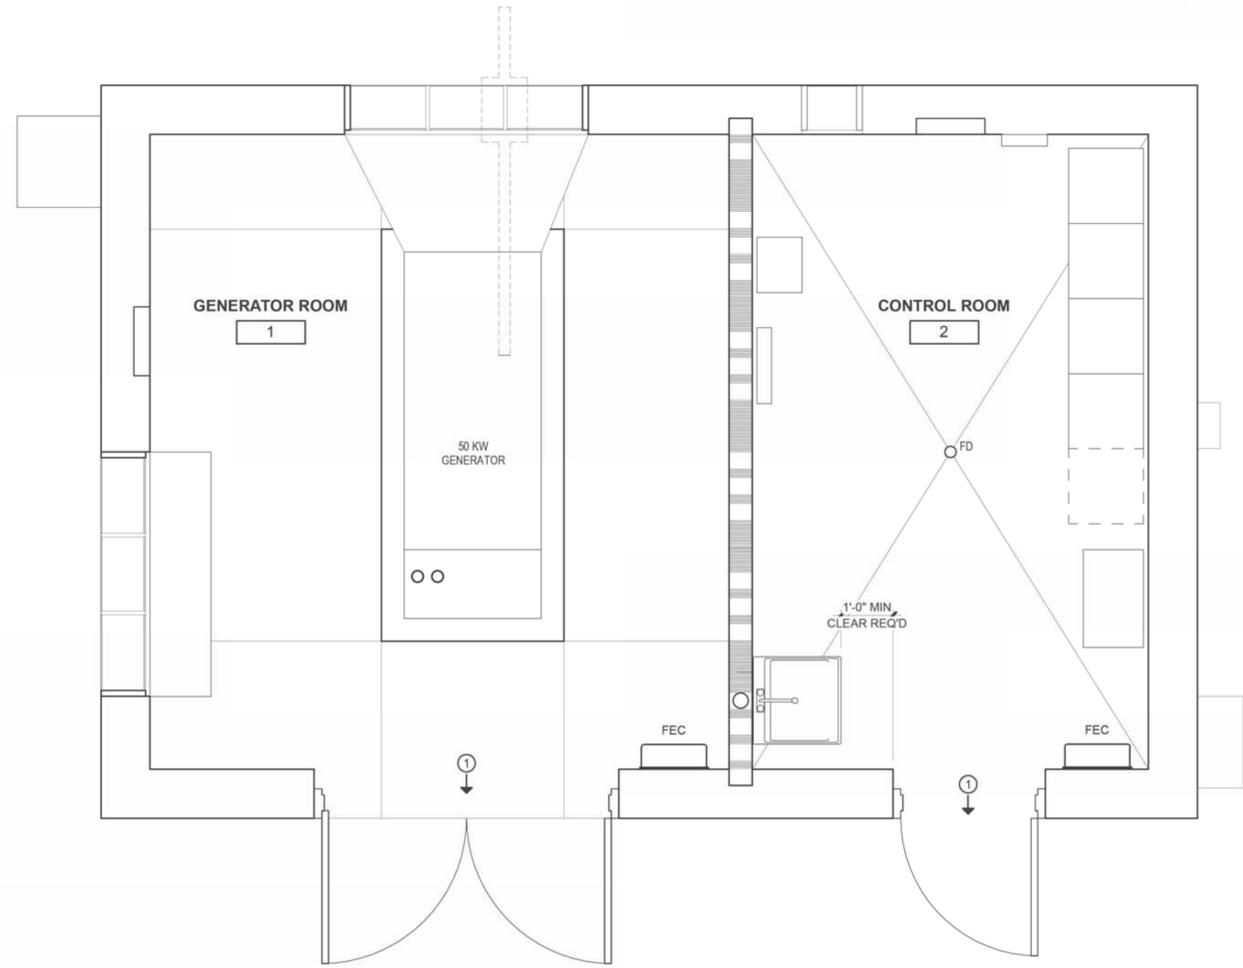 GENERATOR ROOM
1
CONTROL ROOM
2
50 KW
GENERATOR
FD
1'-0" MIN
CLEAR REQ'D
FEC
FEC
1
1